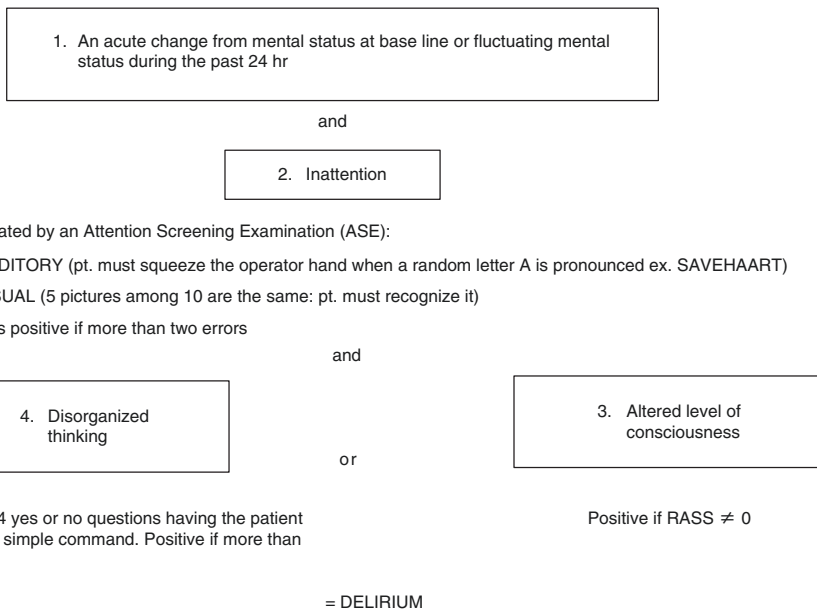 1. An acute change from mental status at base line or fluctuating mental
status during the past 24 hr
and
2. Inattention
ated by an Attention Screening Examination (ASE):
DITORY (pt. must squeeze the operator hand when a random letter A is pronounced ex. SAVEHAART)
SUAL (5 pictures among 10 are the same: pt. must recognize it)
s positive if more than two errors
and
4. Disorganized
thinking
3. Altered level of
consciousness
or
4 yes or no questions having the patient
simple command. Positive if more than
Positive if RASS ≠ 0
= DELIRIUM